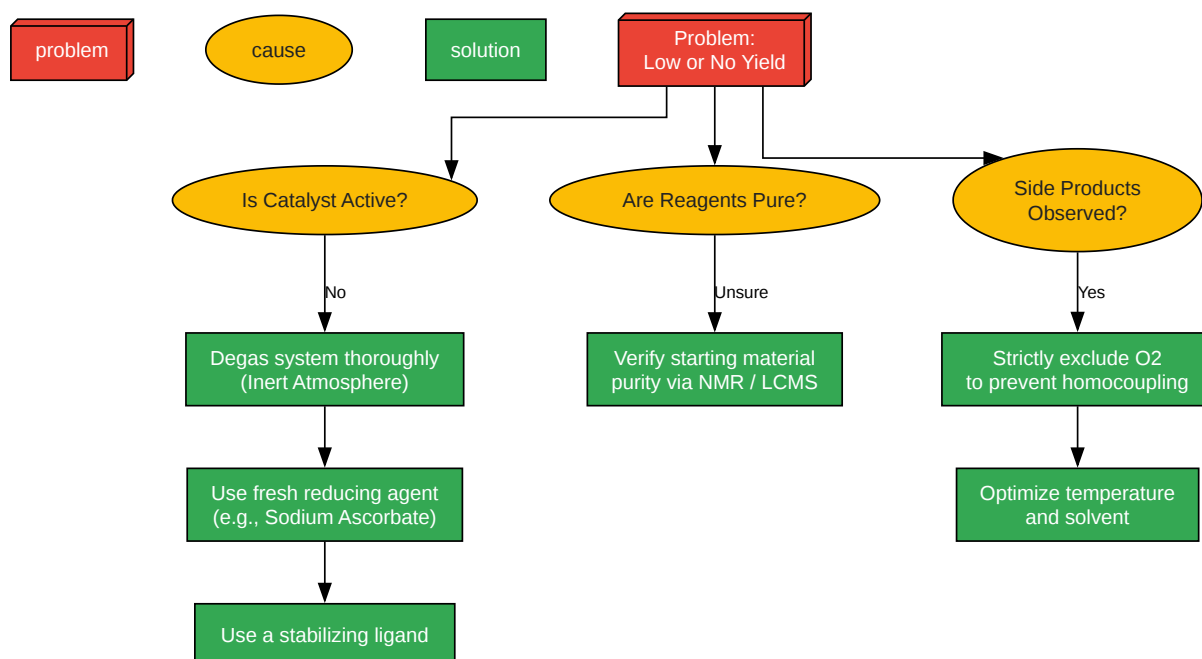 problem
cause
solution
Problem:
Low or No Yield
Is Catalyst Active?
Are Reagents Pure?
Side Products
Observed?
No
Unsure
Yes
Degas system thoroughly
(Inert Atmosphere)
Verify starting material
purity via NMR / LCMS
Strictly exclude O2
to prevent homocoupling
Use fresh reducing agent
(e.g., Sodium Ascorbate)
Optimize temperature
and solvent
Use a stabilizing ligand